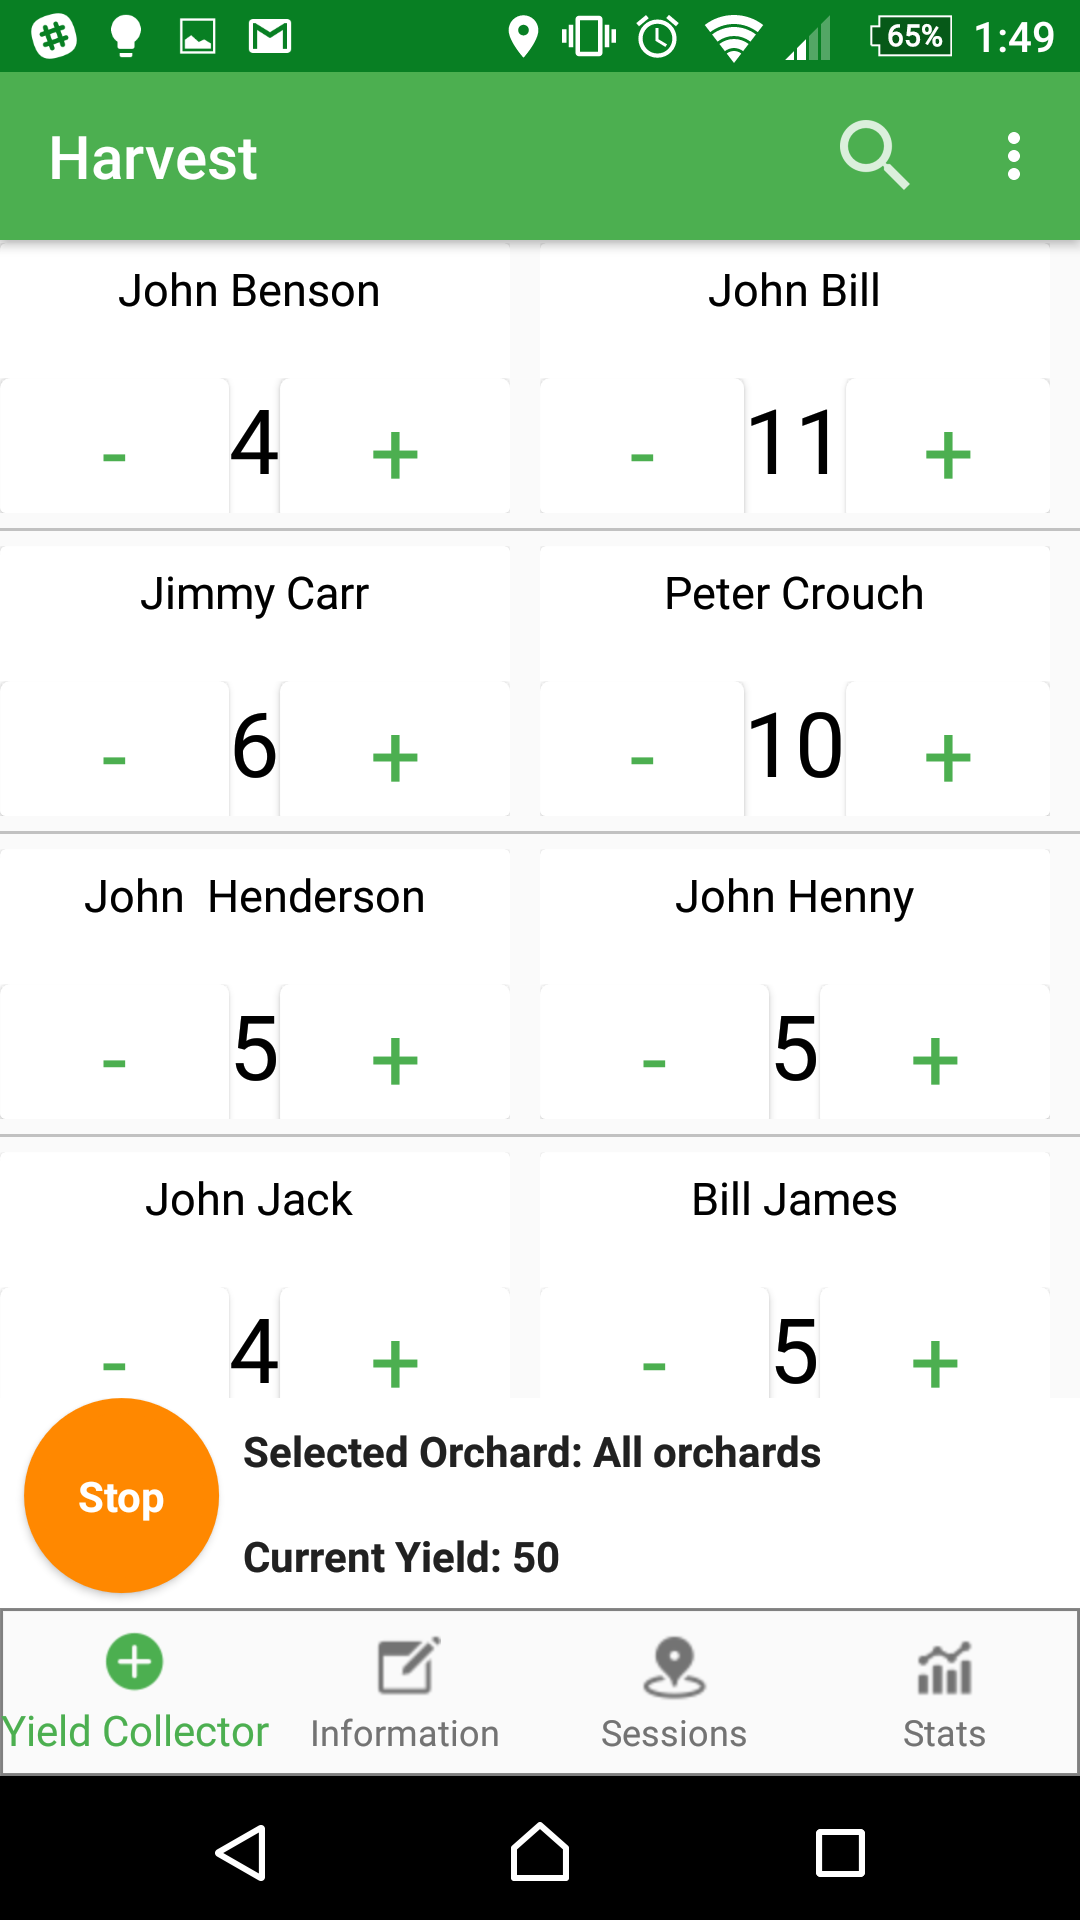 65% 1:49
Harvest
John Benson John Bill
- 4 + - 11 +
Jimmy Carr Peter Crouch
- 6 + - 10 +
John  Henderson John Henny
- 5 + - 5 +
John Jack Bill James
- 4 + - 5 +
Selected Orchard: All orchards
Stop
Current Yield: 50
Yield Collector Information Sessions Stats